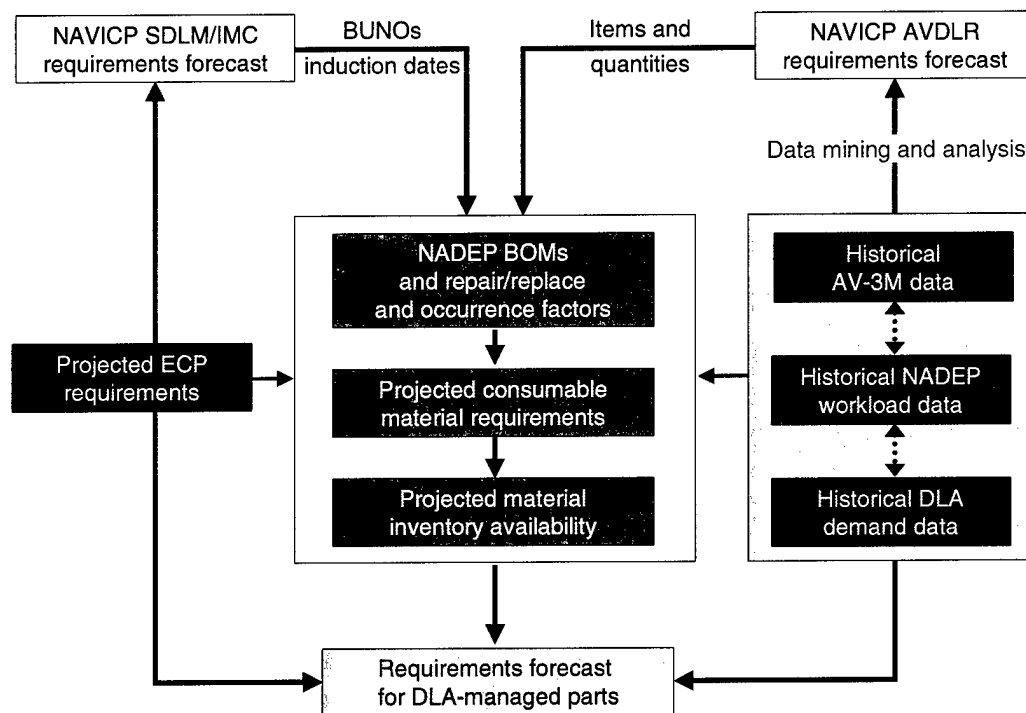 NAVICP SDLM/IMC
requirements forecast
BUNOs
induction dates
Items and
quantities
NAVICP AVDLR
requirements forecast
Data mining and analysis
NADEP BOMs
and repair/replace
and occurrence factors
Historical
AV-3M data
Projected ECP
requirements
Projected consumable
material requirements
Historical NADEP
workload data
Projected material
inventory availability
Historical DLA
demand data
Requirements forecast
for DLA-managed parts